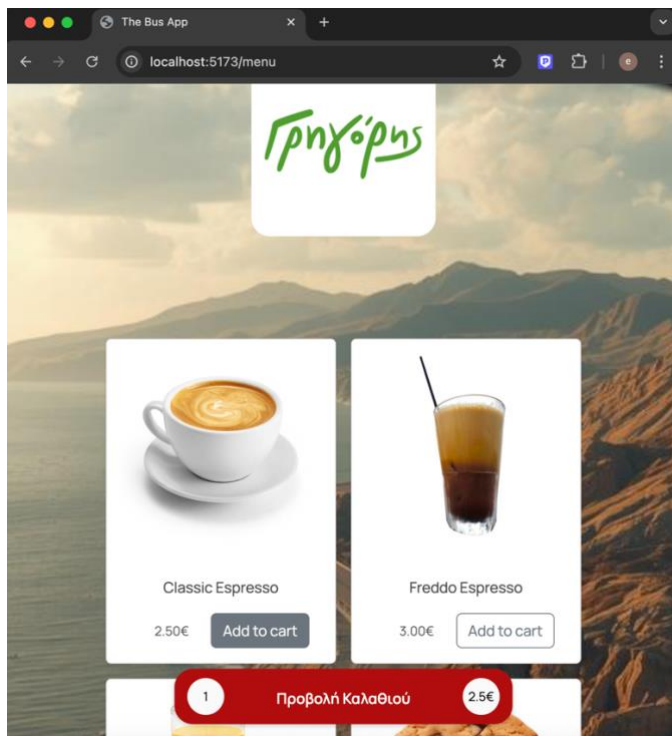 The Bus App
localhost:5173/menu
e
Γρηγόρης
Classic Espresso
2.50€ Add to cart
Freddo Espresso
3.00€ Add to cart
1 Προβολή Καλαθιού 2.5€